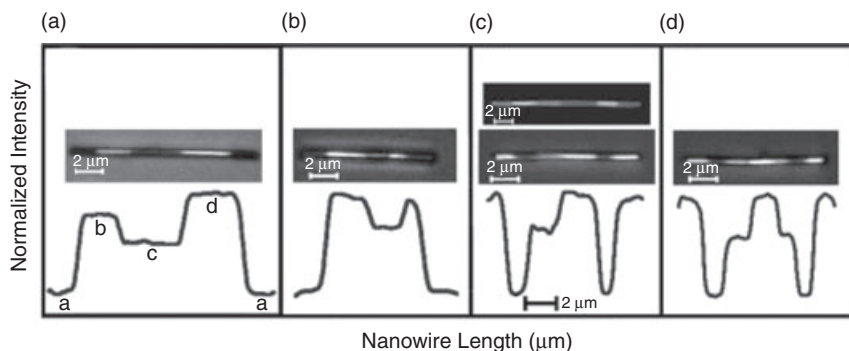 (a) (b) (c) (d)
Normalized Intensity
2 μm
2 μm
2 μm
2 μm
2 μm
b
d
c
a
a
2 μm
Nanowire Length (μm)